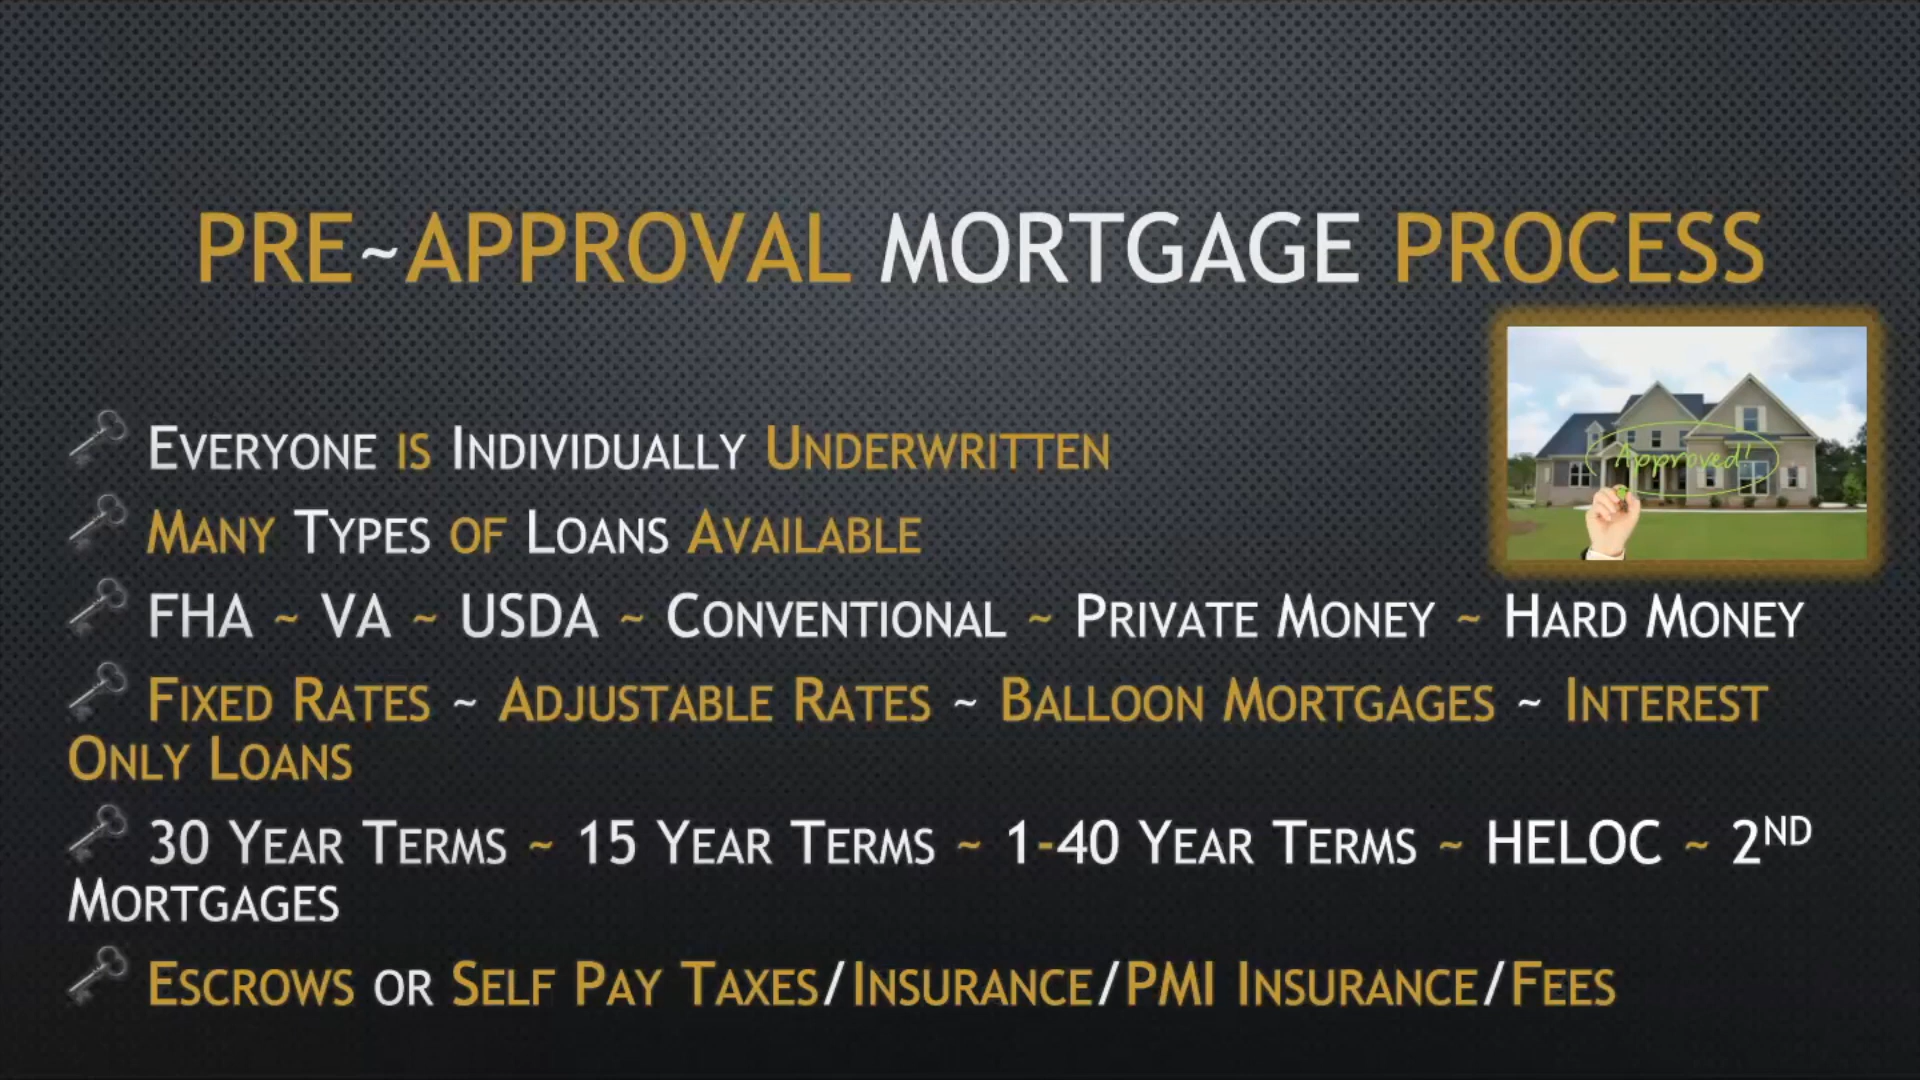 PRE~APPROVAL MORTGAGE PROCESS
Approved!
EVERYONE IS INDIVIDUALLY UNDERWRITTEN
MANY TYPES OF LOANS AVAILABLE
FHA ~ VA ~ USDA ~ CONVENTIONAL ~ PRIVATE MONEY ~ HARD MONEY
FIXED RATES ~ ADJUSTABLE RATES ~ BALLOON MORTGAGES ~ INTEREST
ONLY LOANS
30 YEAR TERMS ~ 15 YEAR TERMS ~ 1-40 YEAR TERMS ~ HELOC ~ 2ND
MORTGAGES
ESCROWS OR SELF PAY TAXES/INSURANCE/PMI INSURANCE/FEES